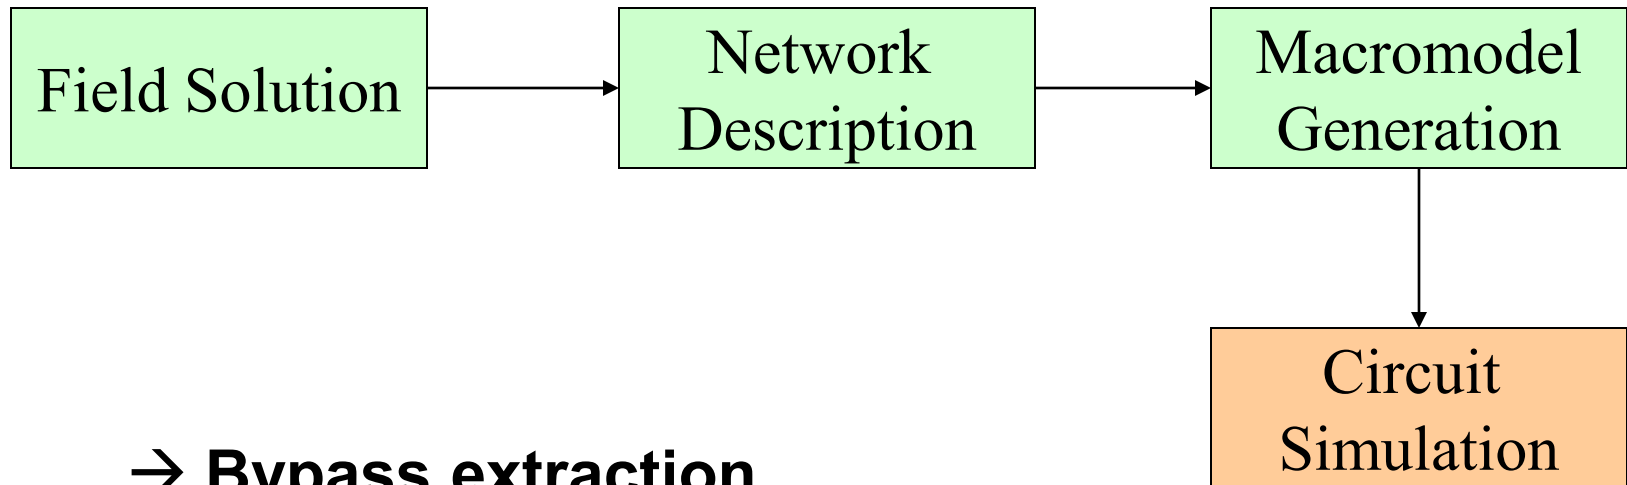 Field Solution
Network
Description
Macromodel
Generation
Circuit
Simulation
→ Bypass extraction